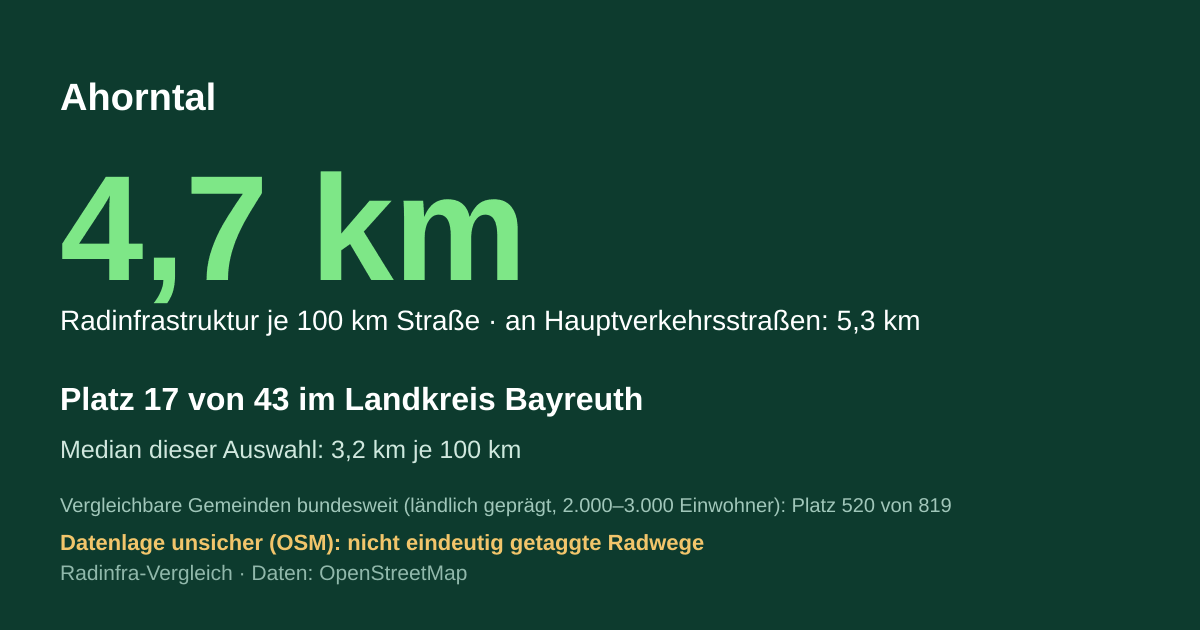 Ahorntal
4,7 km
Radinfrastruktur je 100 km Straße · an Hauptverkehrsstraßen: 5,3 km
Platz 17 von 43 im Landkreis Bayreuth
Median dieser Auswahl: 3,2 km je 100 km
Vergleichbare Gemeinden bundesweit (ländlich geprägt, 2.000–3.000 Einwohner): Platz 520 von 819
Datenlage unsicher (OSM): nicht eindeutig getaggte Radwege
Radinfra-Vergleich · Daten: OpenStreetMap